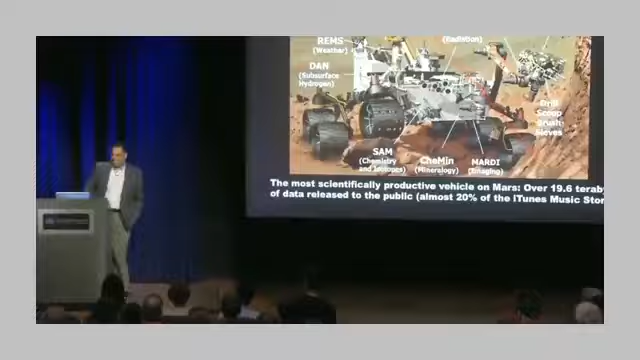 REMS
(Weather)
(Radiation)
DAN
(Subsurface
Hydrogen)
Drill
Scoop
Brush
Sieves
SAM
(Chemistry
and Isotopes)
CheMin
(Mineralogy)
MARDI
(Imaging)
The most scientifically productive vehicle on Mars: Over 19.6 terab
of data released to the public (almost 20% of the iTunes Music Stor